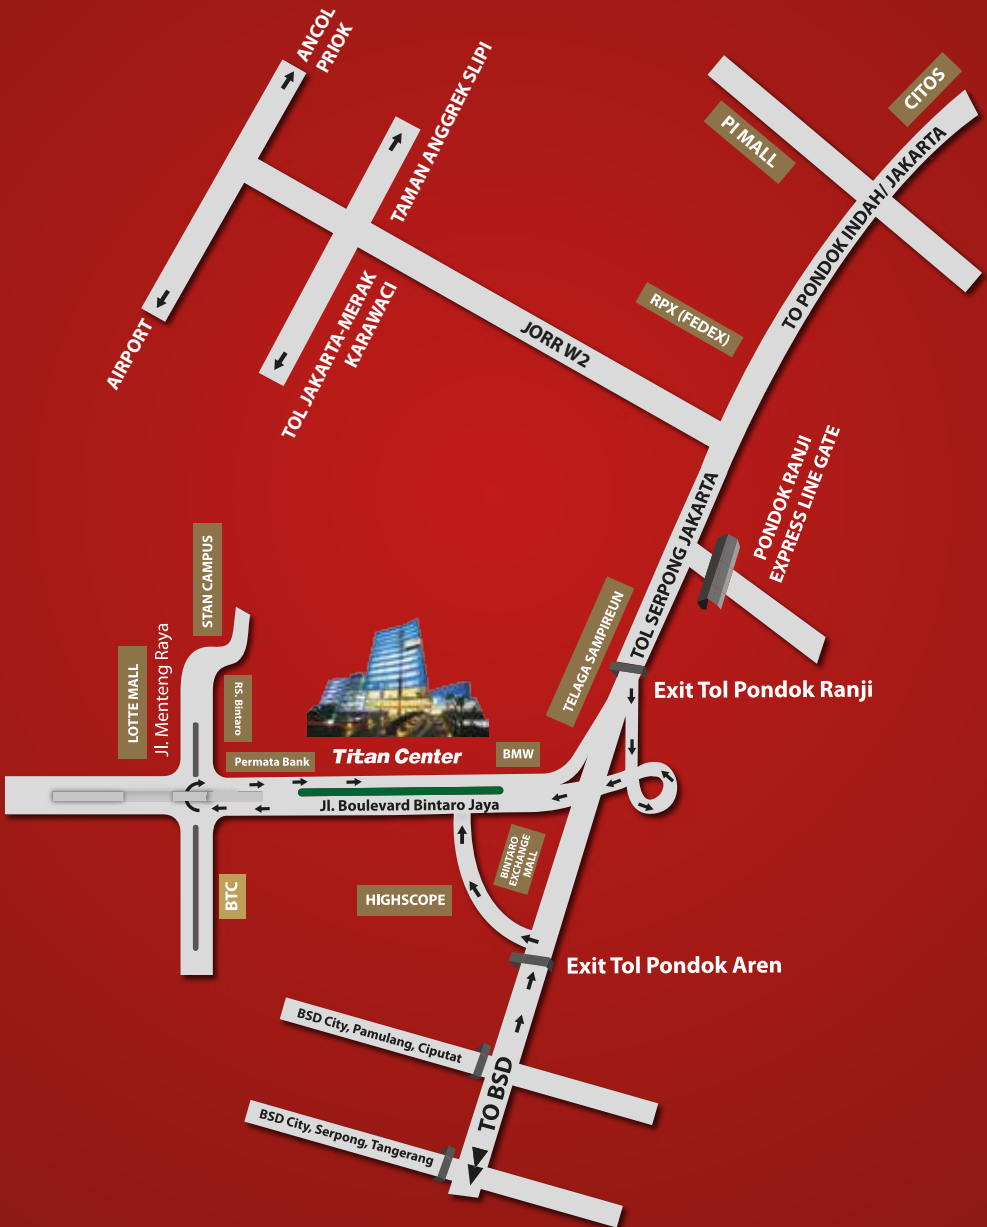 ANCOL
PRIOK
TAMAN ANGGREK SLIPI
CITOS
PI MALL
TO PONDOK INDAH/ JAKARTA
AIRPORT
TOL JAKARTA-MERAK
KARAWACI
RPX (FEDEX)
JORR W2
PONDOK RANJI
EXPRESS LINE GATE
TOL SERPONG JAKARTA
STAN CAMPUS
TELAGA SAMPIREUN
LOTTE MALL
Jl. Menteng Raya
RS. Bintaro
Exit Tol Pondok Ranji
Permata Bank
Titan Center
BMW
Jl. Boulevard Bintaro Jaya
BINTARO
EXCHANGE
MALL
BTC
HIGHSCOPE
Exit Tol Pondok Aren
BSD City, Pamulang, Ciputat
TO BSD
BSD City, Serpong, Tangerang